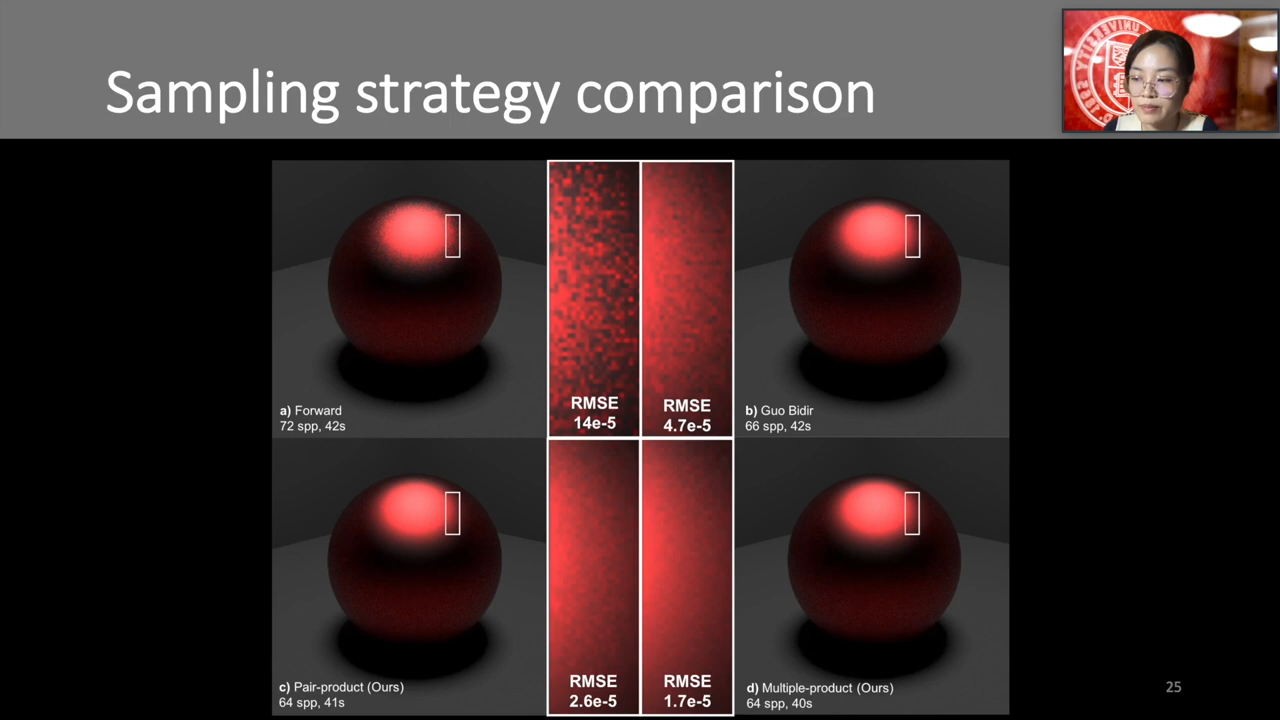 Sampling strategy comparison
UNIVERSITY
RMSE
14e-5
RMSE
4.7e-5
a) Forward
72 spp, 42s
b) Guo Bidir
66 spp, 42s
RMSE
2.6e-5
RMSE
1.7e-5
c) Pair-product (Ours)
64 spp, 41s
d) Multiple-product (Ours)
64 spp, 40s
25